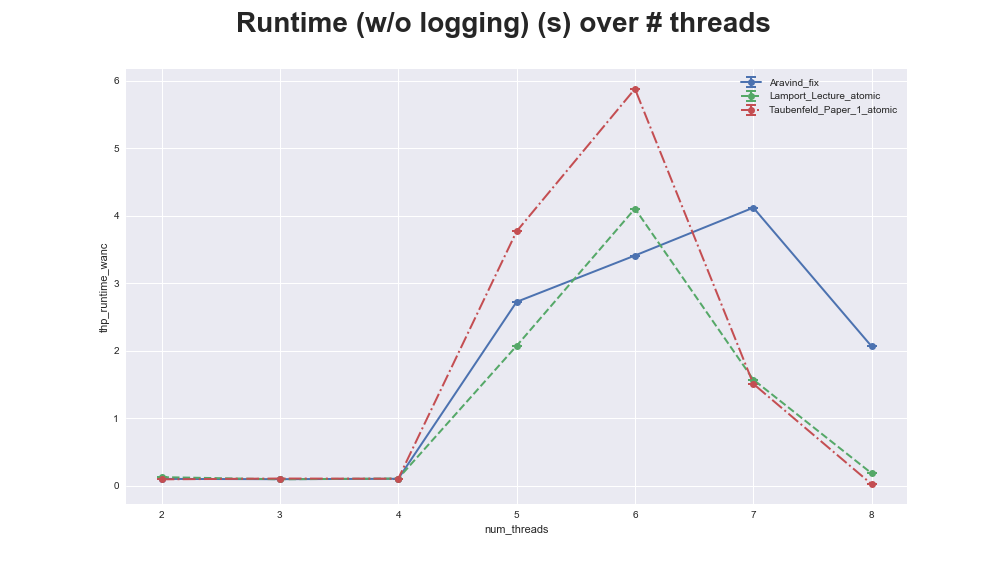 Runtime (w/o logging) (s) over # threads
Aravind_fix
Lamport_Lecture_atomic
Taubenfeld_Paper_1_atomic
thp_runtime_wanc
6
5
4
3
2
1
0
2 3 4 5 6 7 8
num_threads